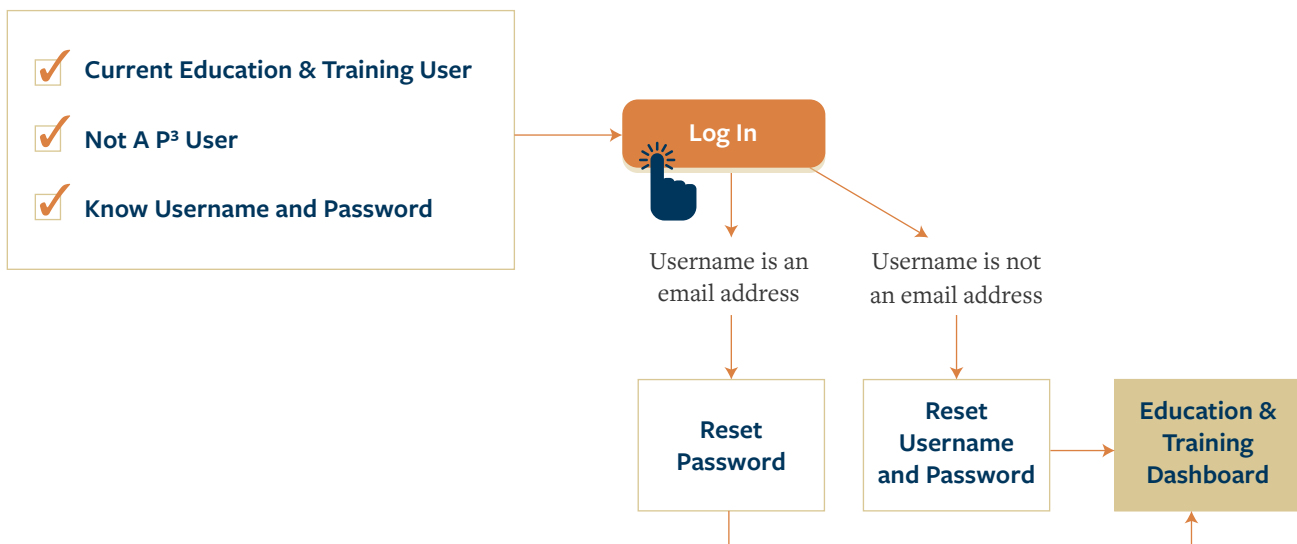 Current Education & Training User
Not A P³ User
Know Username and Password
Log In
Username is an
email address
Username is not
an email address
Reset
Password
Reset
Username
and Password
Education &
Training
Dashboard